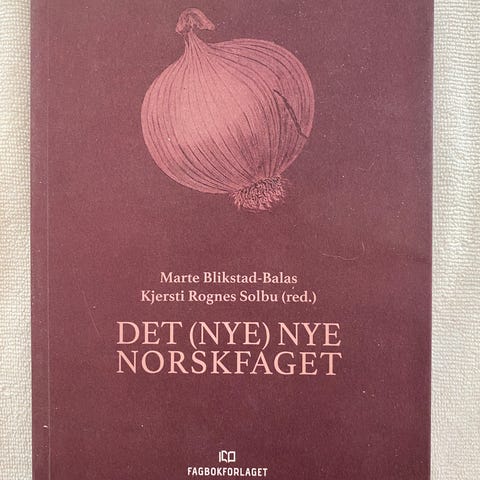 Marte Blikstad-Balas
Kjersti Rognes Solbu (red.)
DET (NYE) NYE
NORSKFAGET
FAGBOKFORLAGET